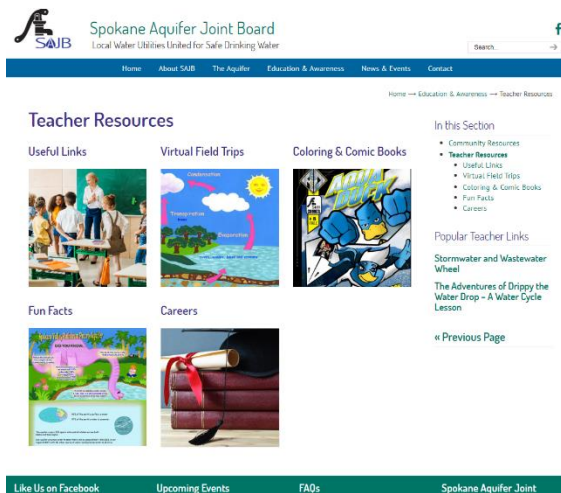 SAJB
Spokane Aquifer Joint Board
Local Water Utilities United for Safe Drinking Water
f
Search...
Home About SAJB The Aquifer Education & Awareness News & Events Contact
Home → Education & Awareness → Teacher Resources
Teacher Resources
Useful Links
Virtual Field Trips
Coloring & Comic Books
Condensation
Transpiration
Evaporation
AQUA
DUCK
Fun Facts
Careers
In this Section
Community Resources
Teacher Resources
Useful Links
Virtual Field Trips
Coloring & Comic Books
Fun Facts
Careers
Popular Teacher Links
Stormwater and Wastewater
Wheel
The Adventures of Drippy the
Water Drop – A Water Cycle
Lesson
« Previous Page
Like Us on Facebook
Upcoming Events
FAQs
Spokane Aquifer Joint